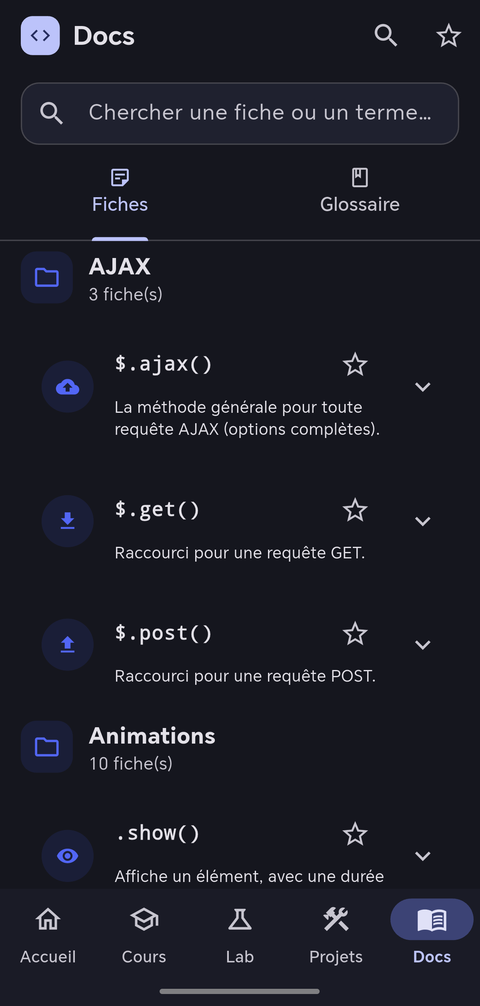 Docs
Chercher une fiche ou un terme…
Fiches
Glossaire
AJAX
3 fiche(s)
$.ajax()
La méthode générale pour toute
requête AJAX (options complètes).
$.get()
Raccourci pour une requête GET.
$.post()
Raccourci pour une requête POST.
Animations
10 fiche(s)
.show()
Affiche un élément, avec une durée
Accueil
Cours
Lab
Projets
Docs